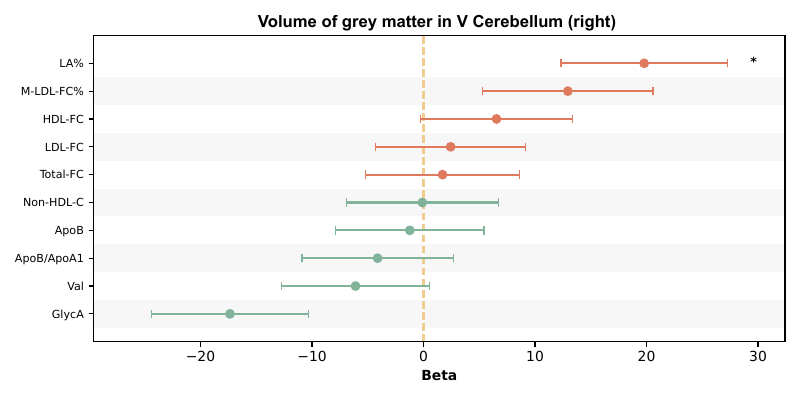 Volume of grey matter in V Cerebellum (right)
LA%
*
M-LDL-FC%
HDL-FC
LDL-FC
Total-FC
Non-HDL-C
ApoB
ApoB/ApoA1
Val
GlycA
−20 −10 0 10 20 30
Beta